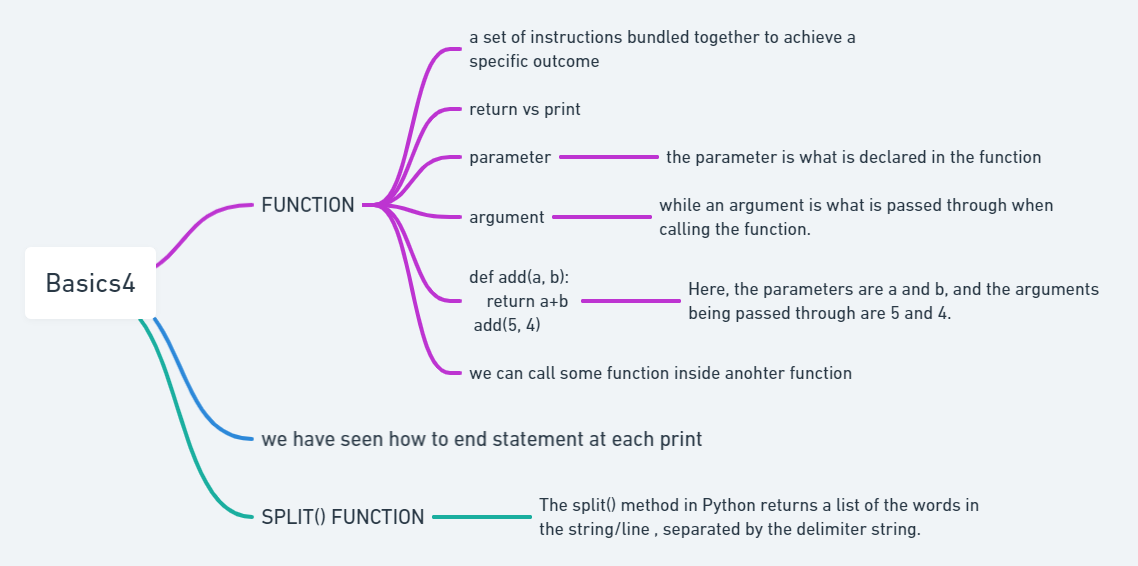 a set of instructions bundled together to achieve a
specific outcome
return vs print
parameter
the parameter is what is declared in the function
FUNCTION
argument
while an argument is what is passed through when
calling the function.
Basics4
def add(a, b):
return a+b
add(5, 4)
Here, the parameters are a and b, and the arguments
being passed through are 5 and 4.
we can call some function inside anohter function
we have seen how to end statement at each print
SPLIT() FUNCTION
The split() method in Python returns a list of the words in
the string/line , separated by the delimiter string.